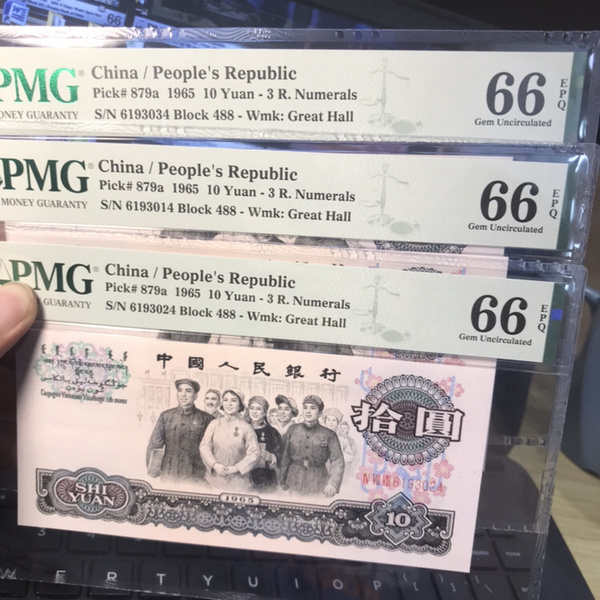 PMG
MONEY GUARANTY
China / People's Republic
Pick# 879a 1965 10 Yuan - 3 R. Numerals
S/N 6193034 Block 488 - Wmk: Great Hall
66
EPQ
Gem Uncirculated
PMG
MONEY GUARANTY
China / People's Republic
Pick# 879a 1965 10 Yuan - 3 R. Numerals
S/N 6193014 Block 488 - Wmk: Great Hall
66
EPQ
Gem Uncirculated
PMG
GUARANTY
China / People's Republic
Pick# 879a 1965 10 Yuan - 3 R. Numerals
S/N 6193024 Block 488 - Wmk: Great Hall
66
EPQ
Gem Uncirculated
中國人民銀行
拾圓
6193024
SHI
YUAN
1965
10
E R T Y U I O P